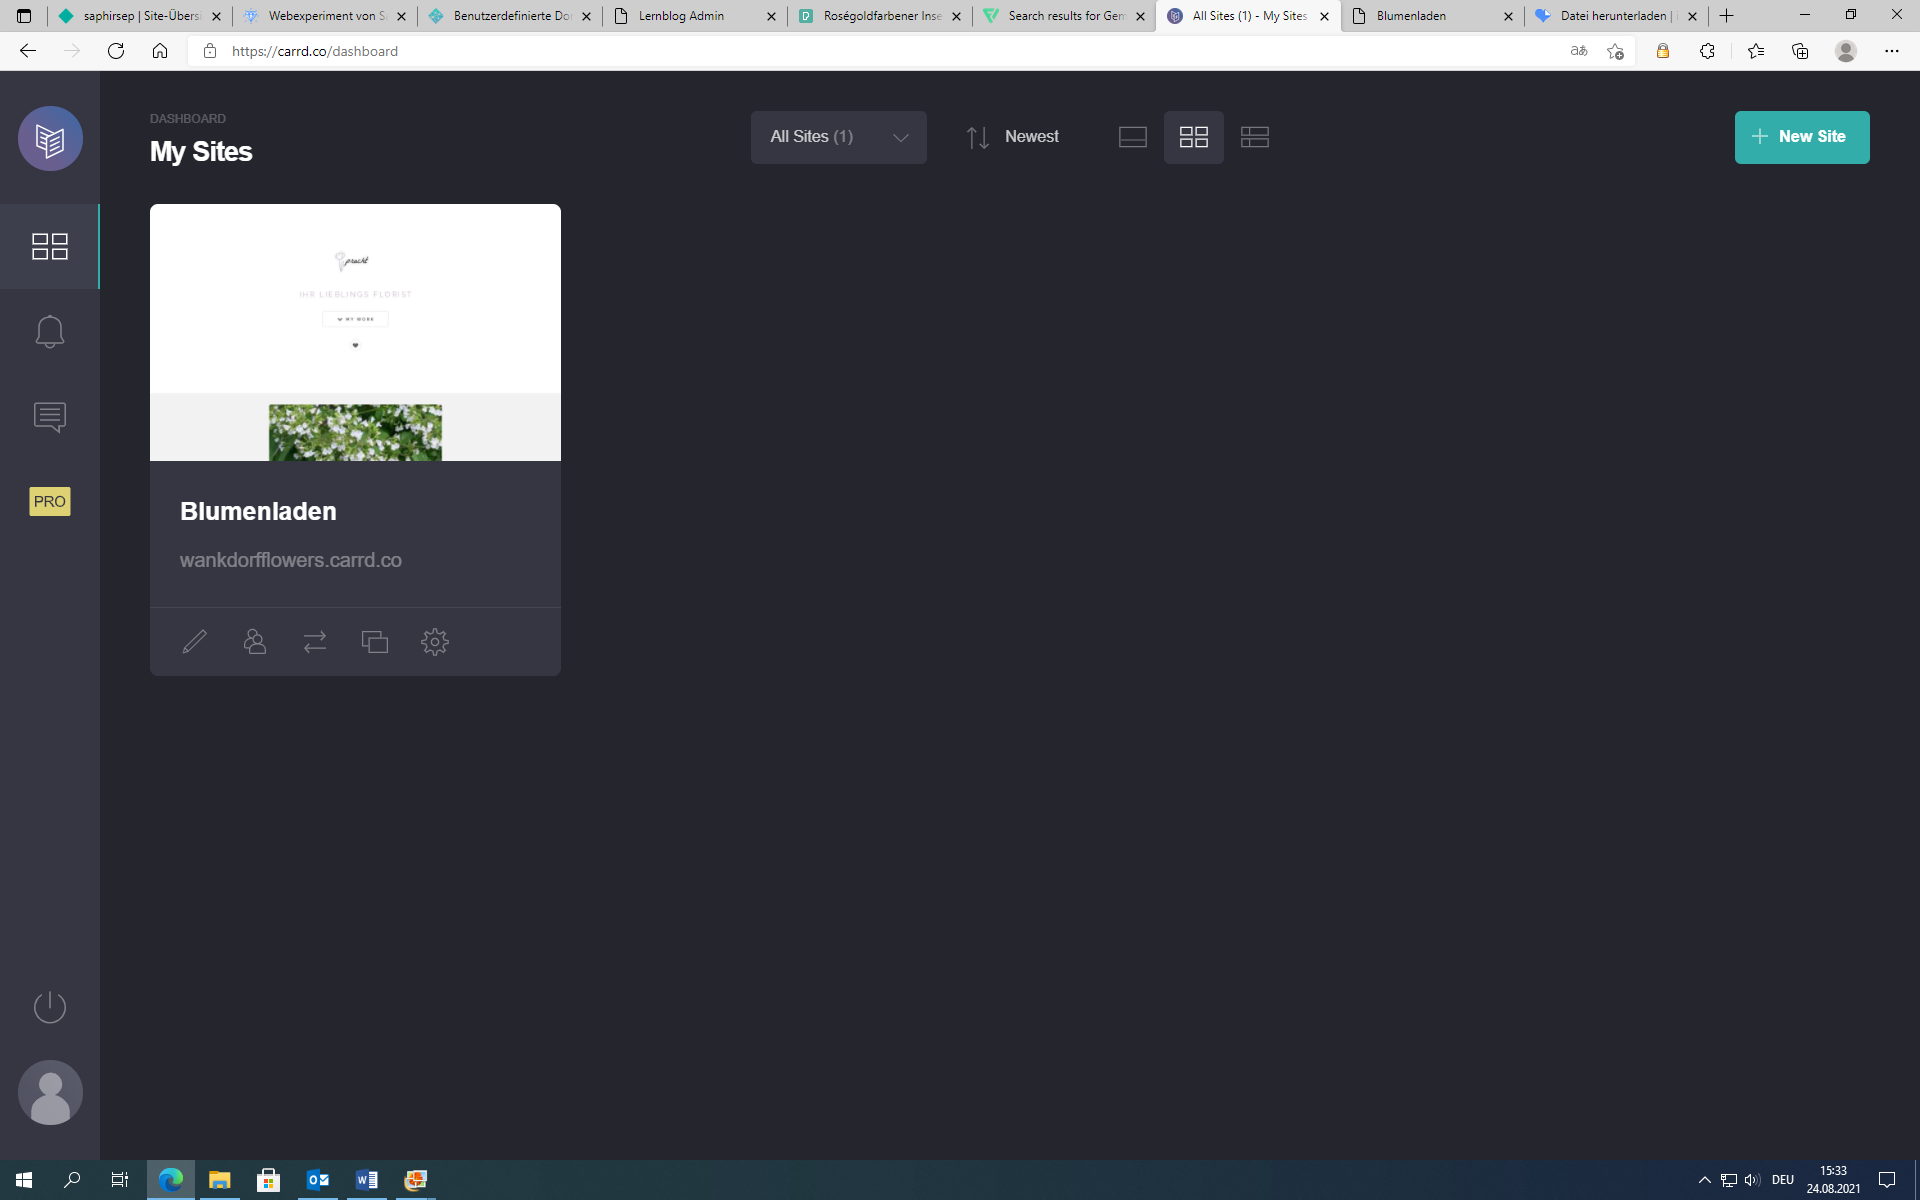 saphirsep | Site-Übersi
Webexperiment von S
Benutzerdefinierte Do
Lernblog Admin
Roségoldfarbener Inse
Search results for Gem
All Sites (1) - My Sites
Blumenladen
Datei herunterladen |
https://carrd.co/dashboard
DASHBOARD
My Sites
All Sites (1)
Newest
New Site
pracht
IHR LIEBLINGS FLORIST
MY WORK
PRO
Blumenladen
wankdorfflowers.carrd.co
DEU
15:33
24.08.2021